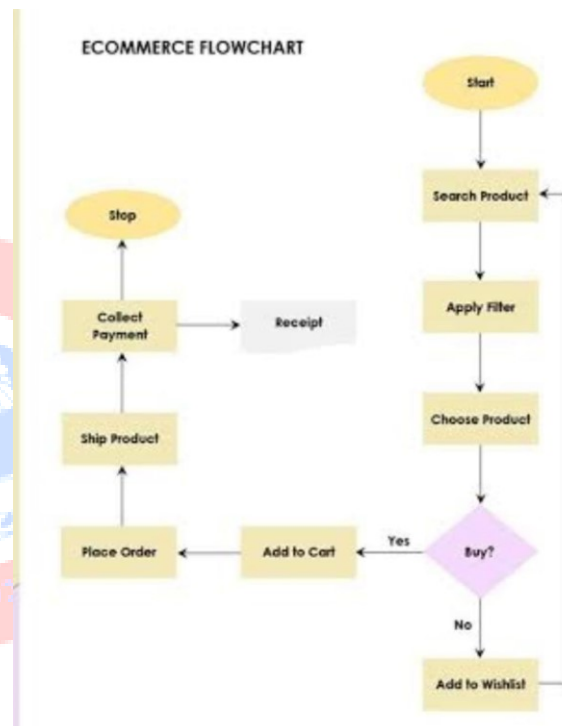 ECOMMERCE FLOWCHART
Start
Search Product
Apply Filter
Choose Product
Buy?
Yes
No
Add to Cart
Place Order
Ship Product
Collect
Payment
Receipt
Stop
Add to Wishlist